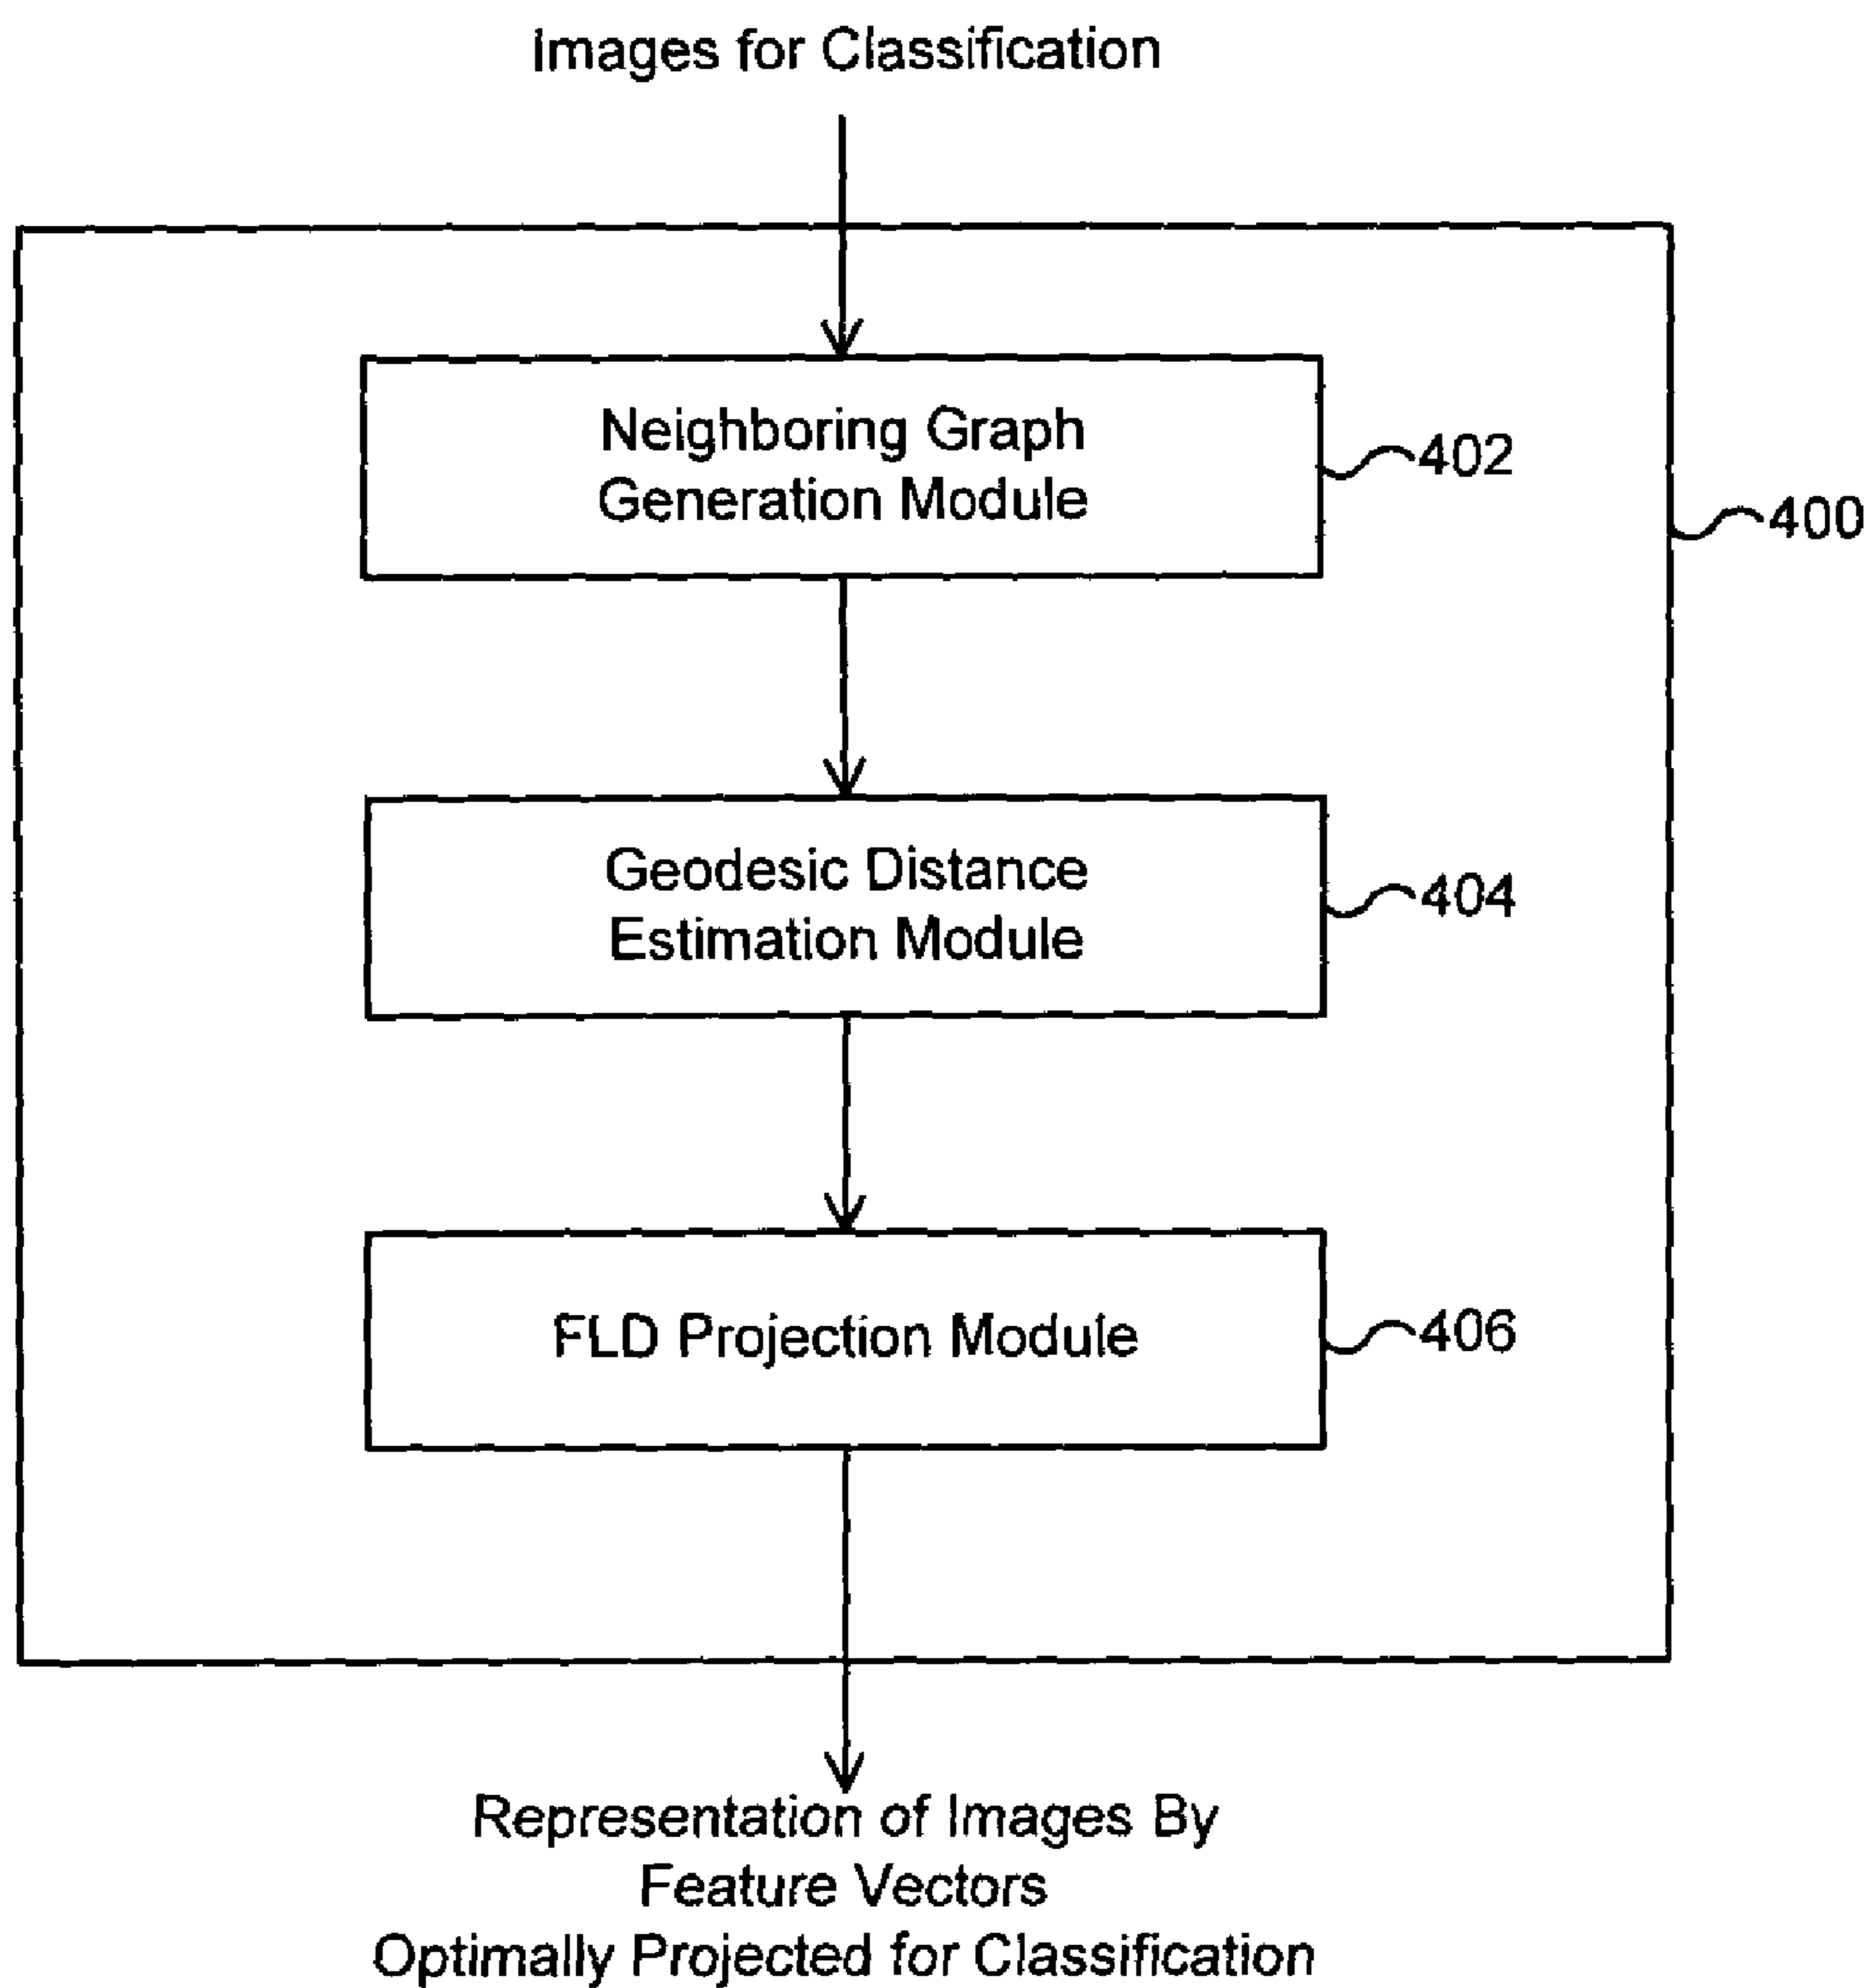 Images for Classification
Neighboring Graph
Generation Module
402
400
Geodesic Distance
Estimation Module
404
FLD Projection Module
406
Representation of Images By
Feature Vectors
Optimally Projected for Classification